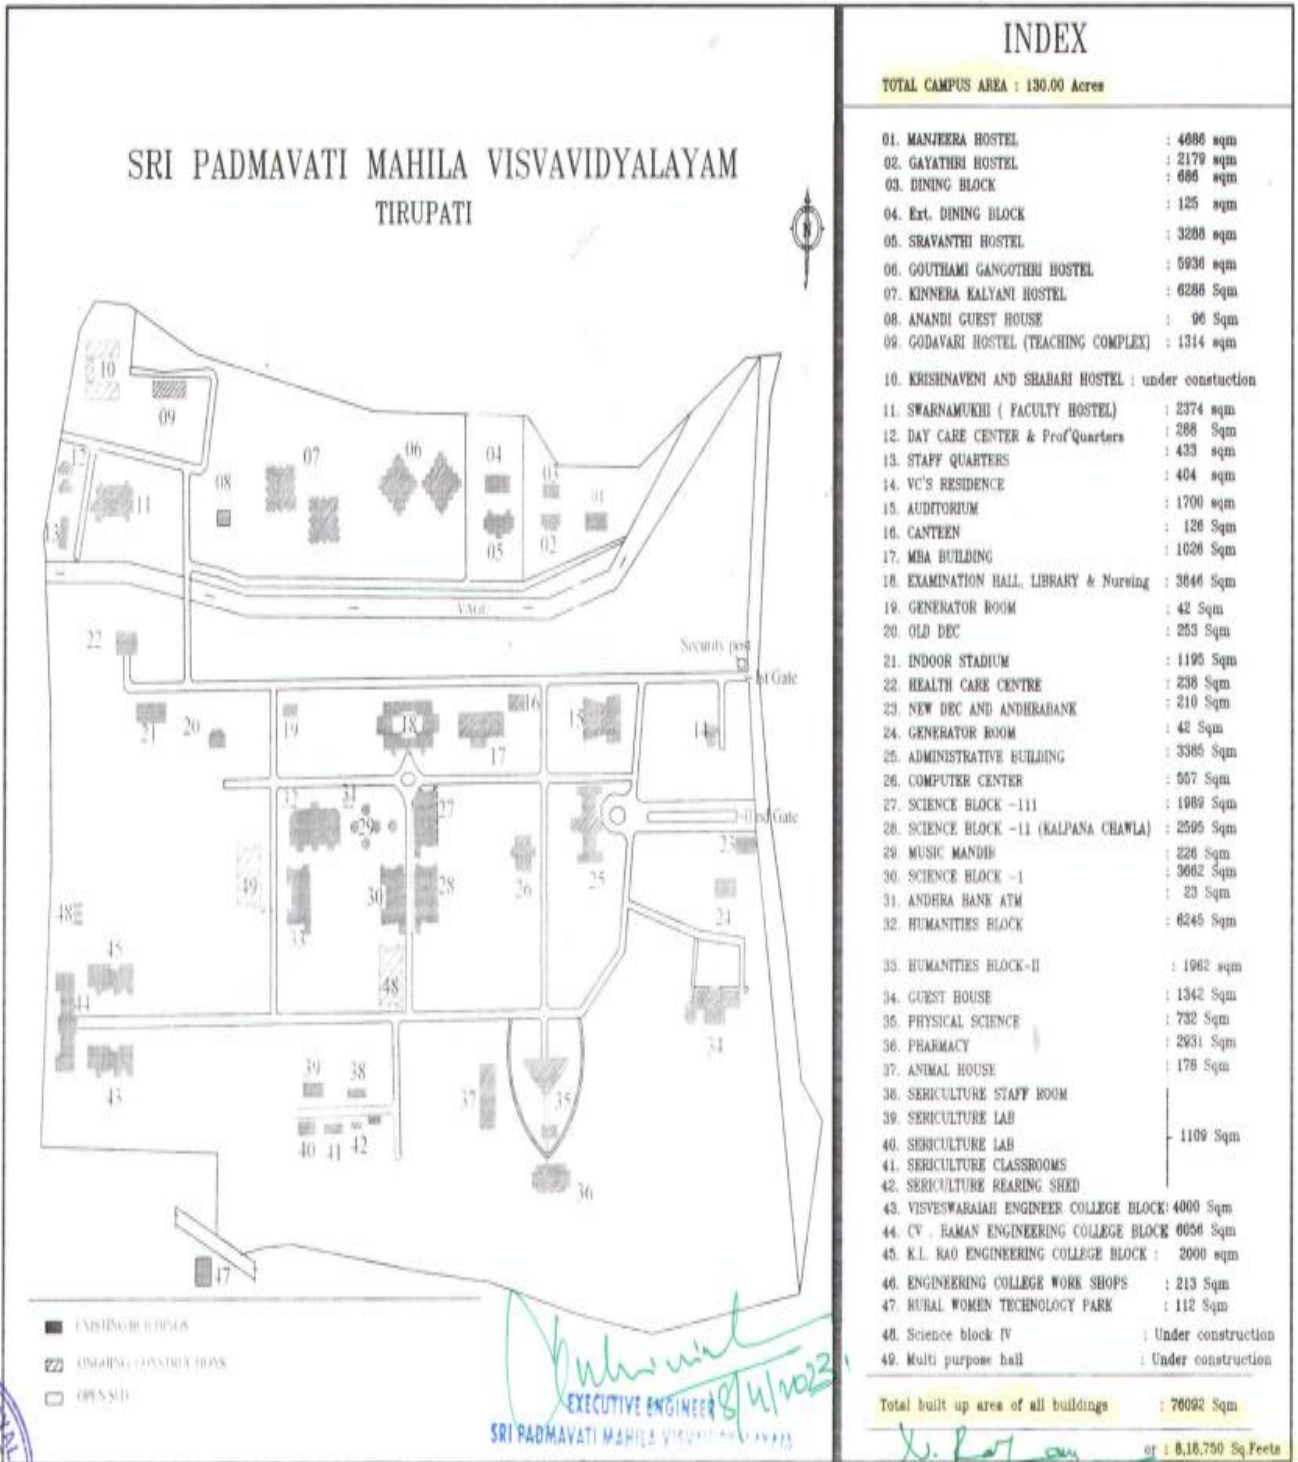 SRI PADMAVATI MAHILA VISVAVIDYALAYAM
TIRUPATI
N
10
09
12
11
13
08
07
06
04
03
01
05
02
VAGU
22
Security post
Ist Gate
21
20
19
18
16
17
15
14
IInd Gate
32
31
29
27
23
49
33
30
28
26
25
24
48
45
48
44
34
43
39
38
37
35
40
41
42
36
47
EXISTING BUILDINGS
ONGOING CONSTRUCTIONS
OPEN SITE
8/4/2023
EXECUTIVE ENGINEER
SRI PADMAVATI MAHILA
INDEX
TOTAL CAMPUS AREA : 130.00 Acres
01. MANJEERA HOSTEL : 4686 sqm
02. GAYATHRI HOSTEL : 2179 sqm
03. DINING BLOCK : 686 sqm
04. Ext. DINING BLOCK : 125 sqm
05. SRAVANTHI HOSTEL : 3288 sqm
06. GOUTHAMI GANGOTHRI HOSTEL : 5936 sqm
07. KINNERA KALYANI HOSTEL : 6286 Sqm
08. ANANDI GUEST HOUSE : 96 Sqm
09. GODAVARI HOSTEL (TEACHING COMPLEX) : 1314 sqm
10. KRISHNAVENI AND SHABARI HOSTEL : under constuction
11. SWARNAMUKHI ( FACULTY HOSTEL) : 2374 sqm
12. DAY CARE CENTER & Prof'Quarters : 288 Sqm
13. STAFF QUARTERS : 433 sqm
14. VC'S RESIDENCE : 404 sqm
15. AUDITORIUM : 1700 sqm
16. CANTEEN : 126 Sqm
17. MBA BUILDING : 1026 Sqm
18. EXAMINATION HALL, LIBRARY & Nursing : 3646 Sqm
19. GENERATOR ROOM : 42 Sqm
20. OLD DEC : 253 Sqm
21. INDOOR STADIUM : 1195 Sqm
22. HEALTH CARE CENTRE : 238 Sqm
23. NEW DEC AND ANDHRABANK : 210 Sqm
24. GENERATOR ROOM : 42 Sqm
25. ADMINISTRATIVE BUILDING : 3385 Sqm
26. COMPUTER CENTER : 557 Sqm
27. SCIENCE BLOCK -111 : 1989 Sqm
28. SCIENCE BLOCK -11 (KALPANA CHAWLA) : 2595 Sqm
29. MUSIC MANDIR : 226 Sqm
30. SCIENCE BLOCK -1 : 3662 Sqm
31. ANDHRA BANK ATM : 23 Sqm
32. HUMANITIES BLOCK : 6245 Sqm
33. HUMANITIES BLOCK-II : 1962 sqm
34. GUEST HOUSE : 1342 Sqm
35. PHYSICAL SCIENCE : 732 Sqm
36. PHARMACY : 2931 Sqm
37. ANIMAL HOUSE : 176 Sqm
38. SERICULTURE STAFF ROOM
39. SERICULTURE LAB
40. SERICULTURE LAB 1109 Sqm
41. SERICULTURE CLASSROOMS
42. SERICULTURE REARING SHED
43. VISVESWARAIAH ENGINEER COLLEGE BLOCK: 4000 Sqm
44. CV . RAMAN ENGINEERING COLLEGE BLOCK 6056 Sqm
45. K.L. RAO ENGINEERING COLLEGE BLOCK : 2000 sqm
46. ENGINEERING COLLEGE WORK SHOPS : 213 Sqm
47. RURAL WOMEN TECHNOLOGY PARK : 112 Sqm
48. Science block IV : Under construction
49. Multi purpose hall : Under construction
Total built up area of all buildings : 76092 Sqm
or : 8,18,750 Sq.Feets